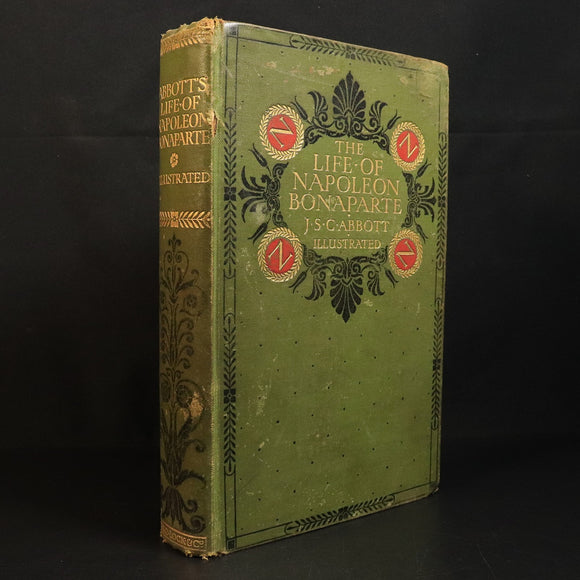 ABBOTT'S
LIFE·OF
NAPOLEON
BONAPARTE
ILLUSTRATED
THE
LIFE·OF
NAPOLEON
BONAPARTE
J·S·C·ABBOTT
ILLUSTRATED
N
N
N
N